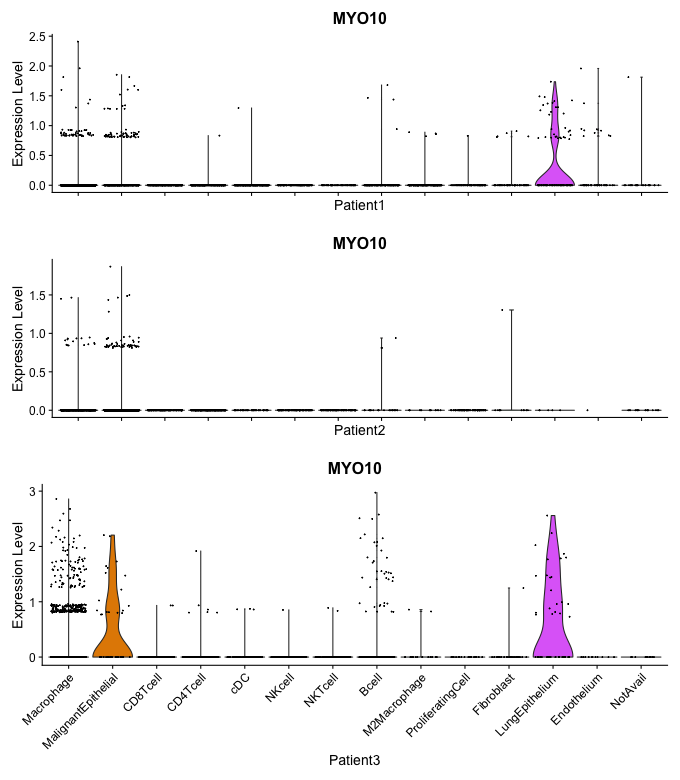 MYO10
Expression Level
2.5
2.0
1.5
1.0
0.5
0.0
Patient1
MYO10
Expression Level
1.5
1.0
0.5
0.0
Patient2
MYO10
Expression Level
3
2
1
0
Macrophage
MalignantEpithelial
CD8Tcell
CD4Tcell
cDC
NKcell
NKTcell
Bcell
M2Macrophage
ProliferatingCell
Fibroblast
LungEpithelium
Endothelium
NotAvail
Patient3